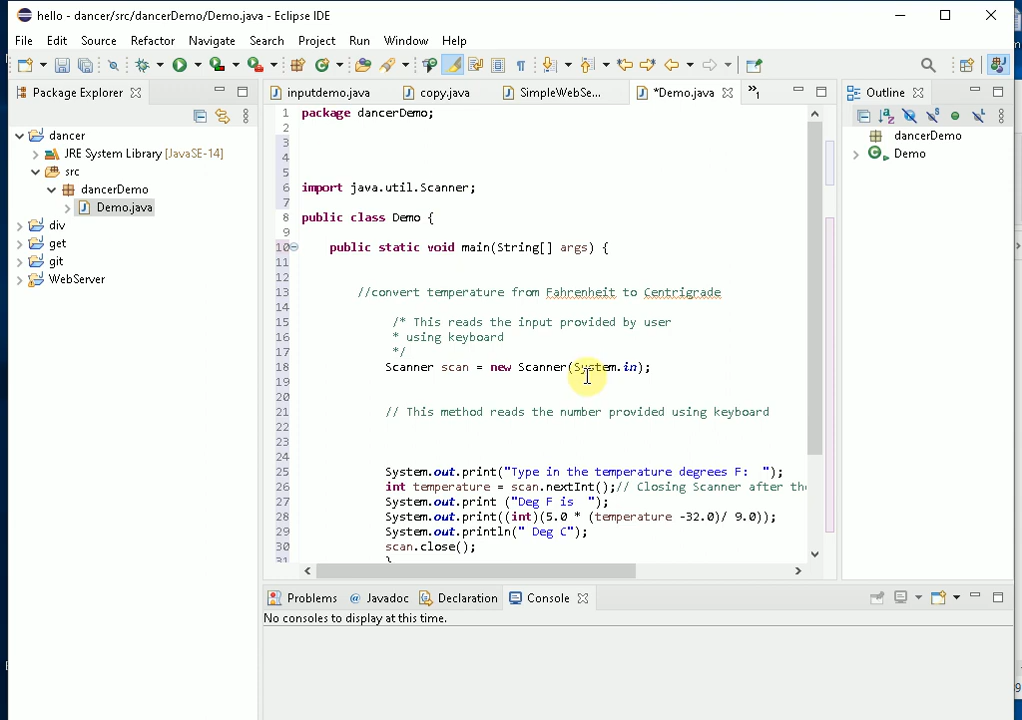 hello - dancer/src/dancerDemo/Demo.java - Eclipse IDE
File Edit Source Refactor Navigate Search Project Run Window Help
Package Explorer
inputdemo.java copy.java SimpleWebSe... *Demo.java »1
Outline
dancer
JRE System Library [JavaSE-14]
src
dancerDemo
Demo.java
div
get
git
WebServer
1 package dancerDemo;
2
3
4
5
6 import java.util.Scanner;
7
8 public class Demo {
9
10 public static void main(String[] args) {
11
12
13 //convert temperature from Fahrenheit to Centrigrade
14
15 /* This reads the input provided by user
16 * using keyboard
17 */
18 Scanner scan = new Scanner(System.in);
19
20
21 // This method reads the number provided using keyboard
22
23
24
25 System.out.print("Type in the temperature degrees F:  ");
26 int temperature = scan.nextInt();// Closing Scanner after the
27 System.out.print ("Deg F is  ");
28 System.out.print((int)(5.0 * (temperature -32.0)/ 9.0));
29 System.out.println(" Deg C");
30 scan.close();
31 }
dancerDemo
Demo
Problems Javadoc Declaration Console
No consoles to display at this time.